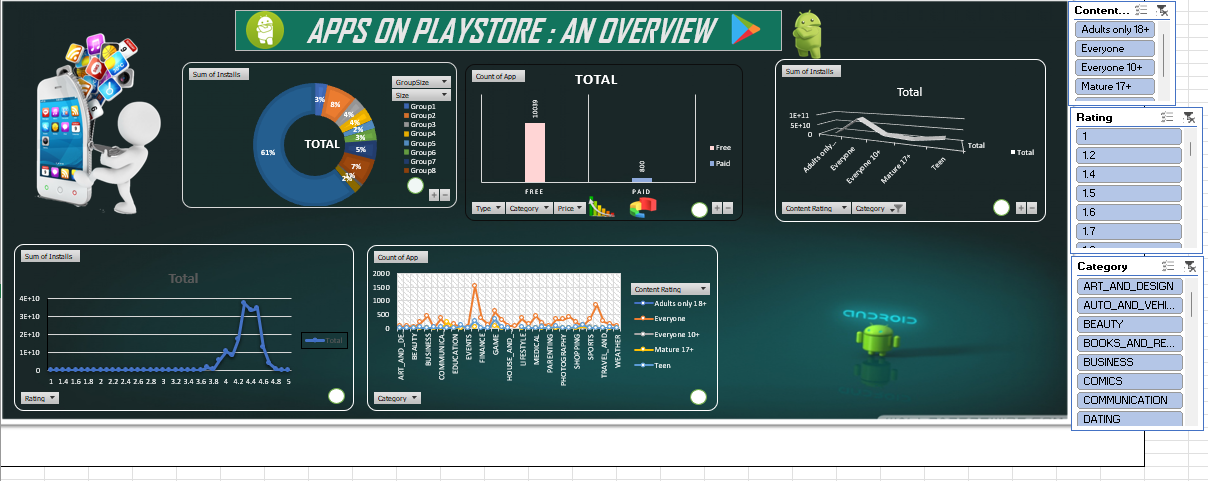 APPS ON PLAYSTORE : AN OVERVIEW
Sum of Installs
GroupSize
Size
Group1
Group2
Group3
Group4
Group5
Group6
Group7
Group8
TOTAL
3%
8%
4%
4%
2%
3%
5%
7%
1%
2%
61%
Count of App
TOTAL
10039
800
FREE
PAID
Free
Paid
Type
Category
Price
Sum of Installs
Total
1E+11
5E+10
0
Adults only...
Everyone
Everyone 10+
Mature 17+
Teen
Total
Total
Content Rating
Category
Sum of Installs
Total
4E+10
3E+10
2E+10
1E+10
0
1 1.4 1.6 1.8 2 2.2 2.4 2.6 2.8 3 3.2 3.4 3.6 3.8 4 4.2 4.4 4.6 4.8 5
Total
Rating
Count of App
2000
1500
1000
500
0
ART_AND_DE...
BEAUTY
BUSINESS
COMMUNICA...
EDUCATION
EVENTS
FINANCE
GAME
HOUSE_AND_...
LIFESTYLE
MEDICAL
PARENTING
PHOTOGRAPHY
SHOPPING
SPORTS
TRAVEL_AND...
WEATHER
Content Rating
Adults only 18+
Everyone
Everyone 10+
Mature 17+
Teen
Category
ANDROID
Content...
Adults only 18+
Everyone
Everyone 10+
Mature 17+
Rating
1
1.2
1.4
1.5
1.6
1.7
Category
ART_AND_DESIGN
AUTO_AND_VEHI...
BEAUTY
BOOKS_AND_RE...
BUSINESS
COMICS
COMMUNICATION
DATING